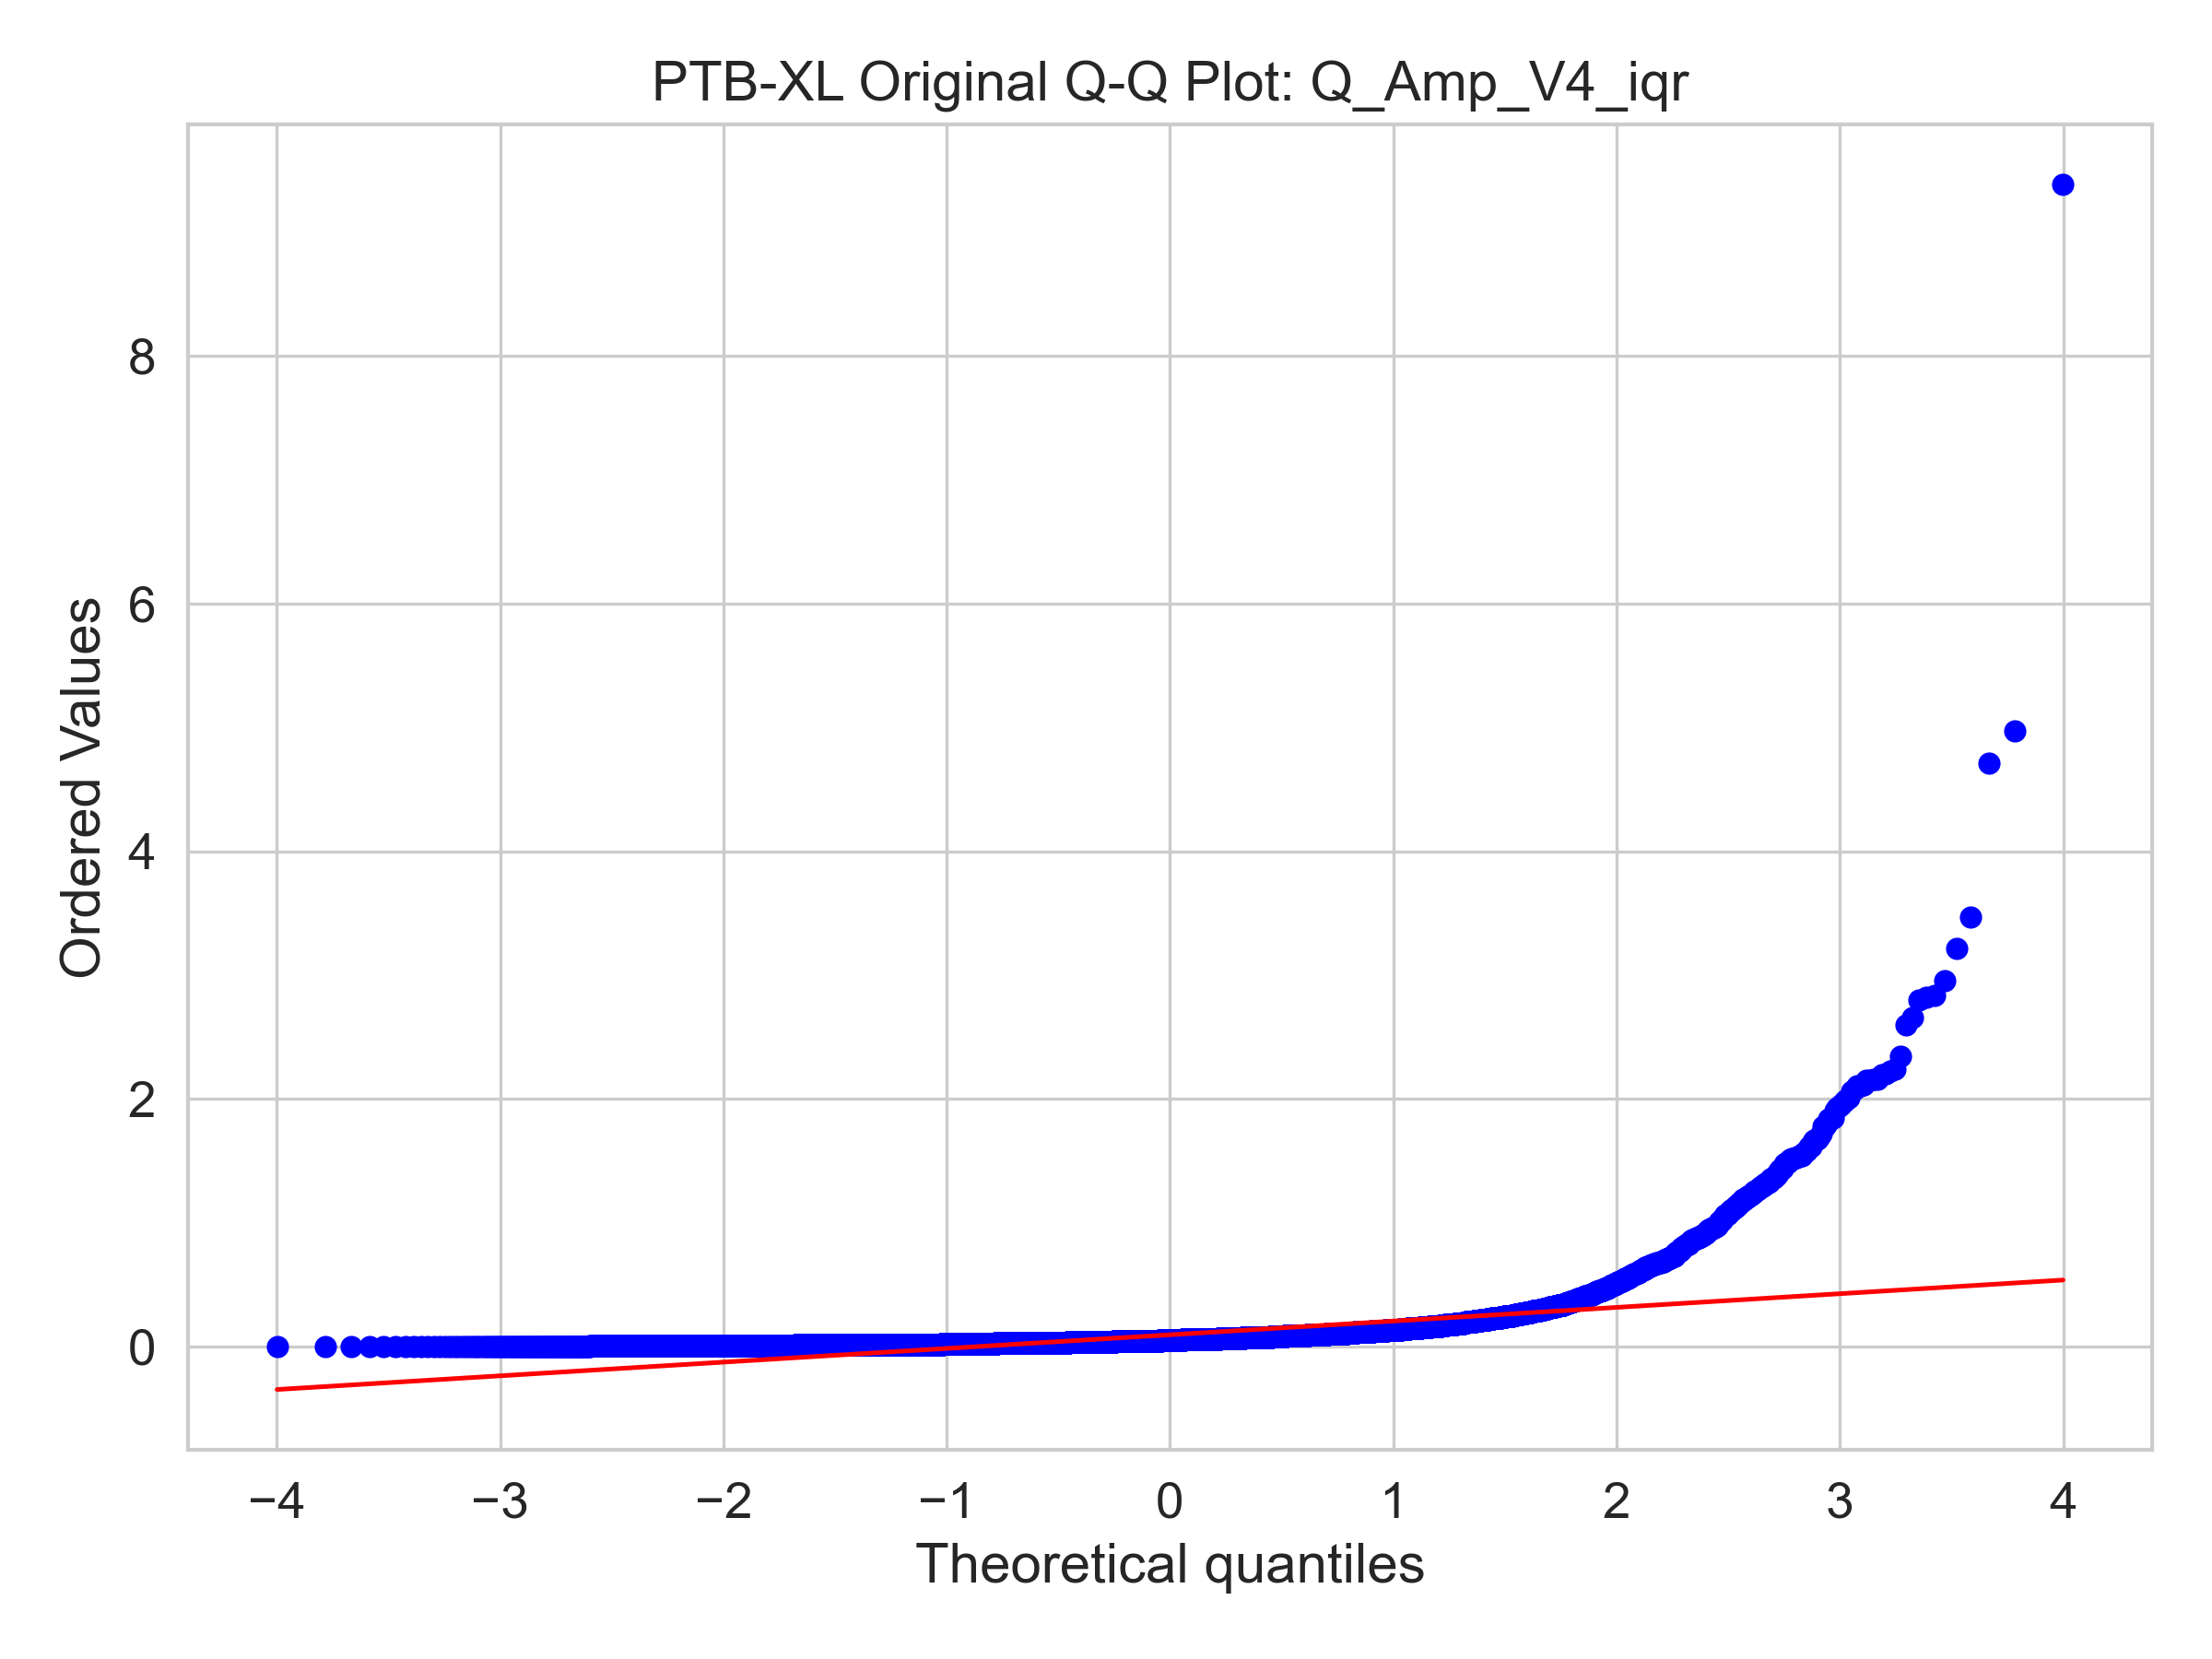 PTB-XL Original Q-Q Plot: Q_Amp_V4_iqr
8
6
4
2
0
Ordered Values
−4 −3 −2 −1 0 1 2 3 4
Theoretical quantiles